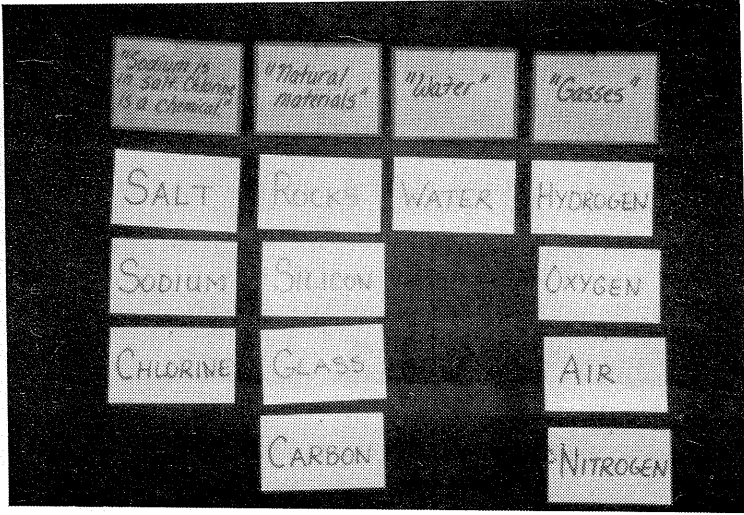 "Sodium is
in salt. Chlorine
is a chemical."
"Natural
materials"
"Water"
"Gasses"
SALT
ROCKS
WATER
HYDROGEN
SODIUM
SILICON
OXYGEN
CHLORINE
GLASS
AIR
CARBON
NITROGEN